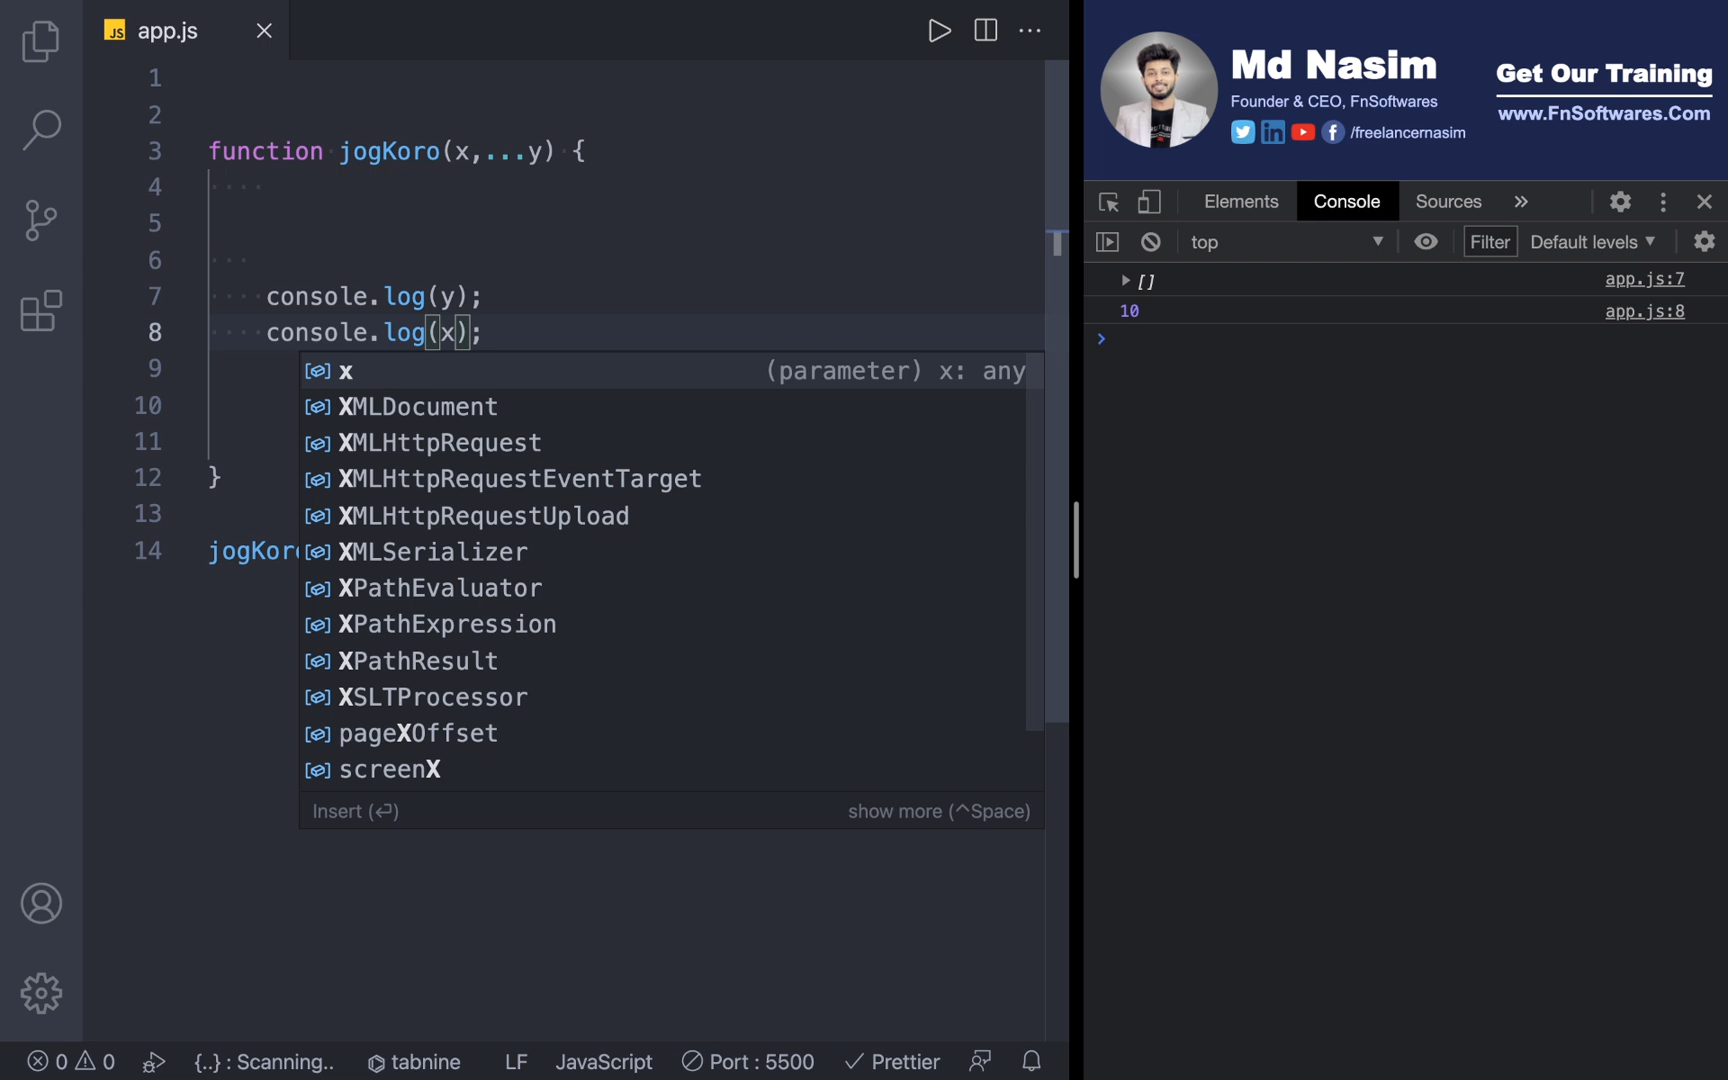 JS app.js
1
2
3 function jogKoro(x,...y) {
4
5
6
7 console.log(y);
8 console.log(x);
9
10
11
12 }
13
14 jogKoro
x (parameter) x: any
XMLDocument
XMLHttpRequest
XMLHttpRequestEventTarget
XMLHttpRequestUpload
XMLSerializer
XPathEvaluator
XPathExpression
XPathResult
XSLTProcessor
pageXOffset
screenX
Insert (⏎) show more (^Space)
0 0 {..} : Scanning.. tabnine LF JavaScript Port : 5500 Prettier
Md Nasim
Founder & CEO, FnSoftwares
/freelancernasim
Get Our Training
www.FnSoftwares.Com
Elements Console Sources »
top Filter Default levels
[] app.js:7
10 app.js:8